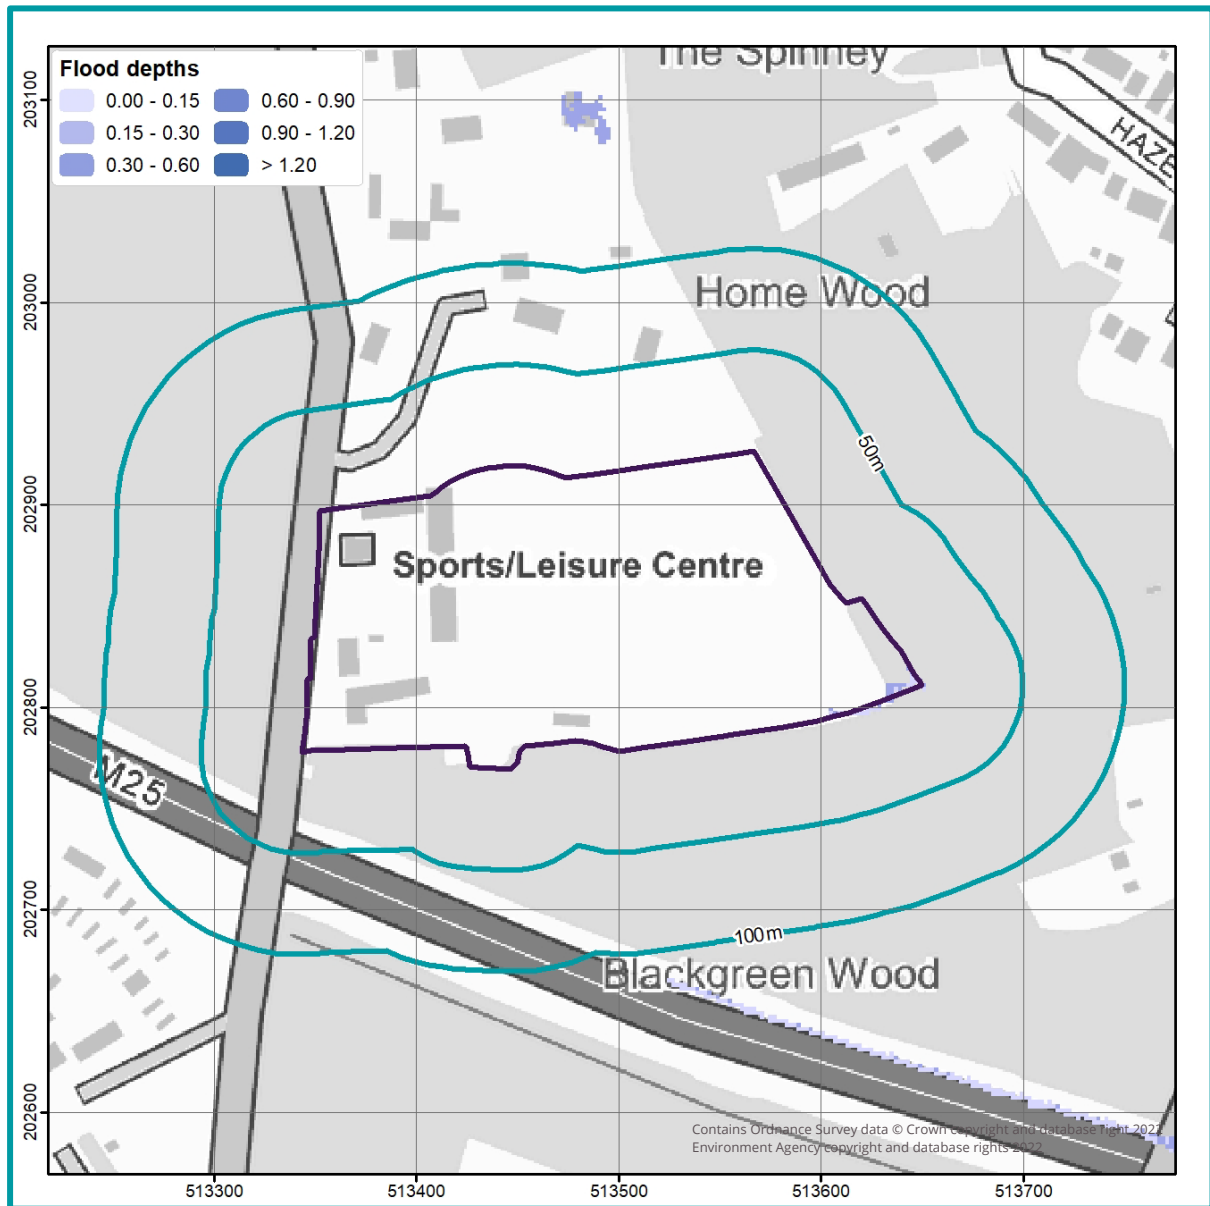 The Spinney
Flood depths
0.00 - 0.15
0.60 - 0.90
0.15 - 0.30
0.90 - 1.20
0.30 - 0.60
> 1.20
HAZE
Home Wood
50m
Sports/Leisure Centre
M25
100m
Blackgreen Wood
Contains Ordnance Survey data © Crown copyright and database right 2022
Environment Agency copyright and database rights 2022
203100
203000
202900
202800
202700
202600
513300
513400
513500
513600
513700